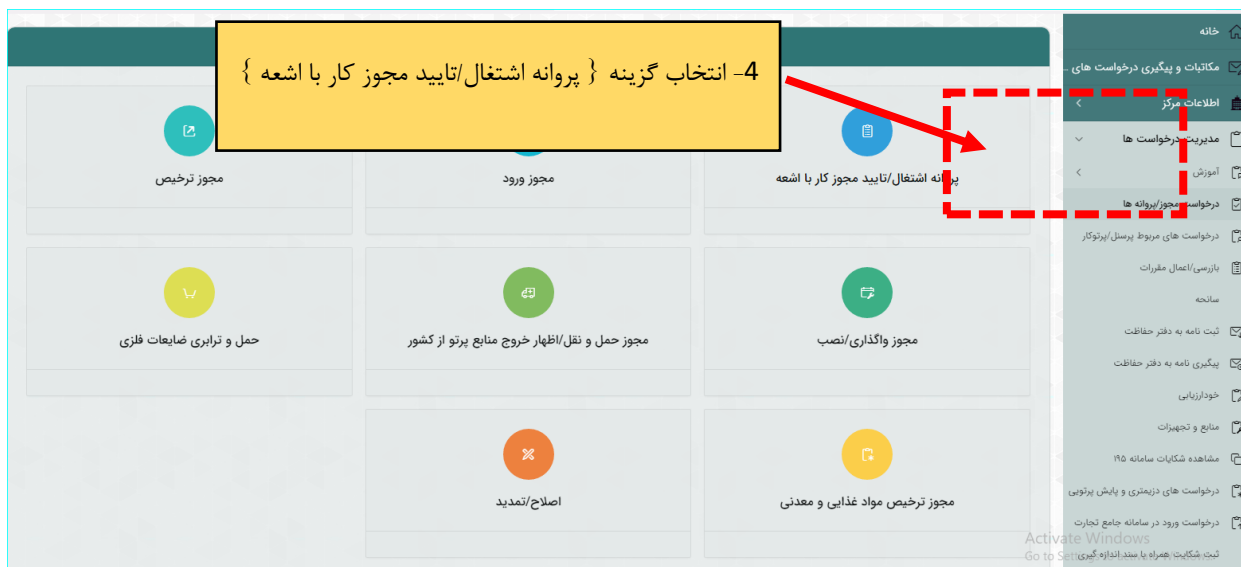 خانه
مکاتبات و پیگیری درخواست های ..
اطلاعات مرکز
مدیریت درخواست ها
آموزش
درخواست مجوز/پروانه ها
درخواست های مربوط پرسنل/پرتوکار
بازرسی/اعمال مقررات
سانحه
ثبت نامه به دفتر حفاظت
پیگیری نامه به دفتر حفاظت
خودارزیابی
منابع و تجهیزات
مشاهده شکایات سامانه ۱۹۵
درخواست های دزیمتری و پایش پرتویی
درخواست ورود در سامانه جامع تجارت
ثبت شکایت همراه با سند اندازه گیری
4- انتخاب گزینه { پروانه اشتغال/تایید مجوز کار با اشعه }
پروانه اشتغال/تایید مجوز کار با اشعه
مجوز ورود
مجوز ترخیص
مجوز واگذاری/نصب
مجوز حمل و نقل/اظهار خروج منابع پرتو از کشور
حمل و ترابری ضایعات فلزی
مجوز ترخیص مواد غذایی و معدنی
اصلاح/تمدید
Activate Windows
Go to